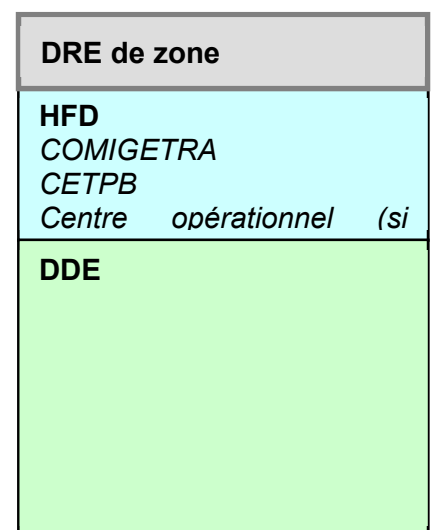 DRE de zone
HFD
COMIGETRA
CETPB
Centre opérationnel (si
DDE